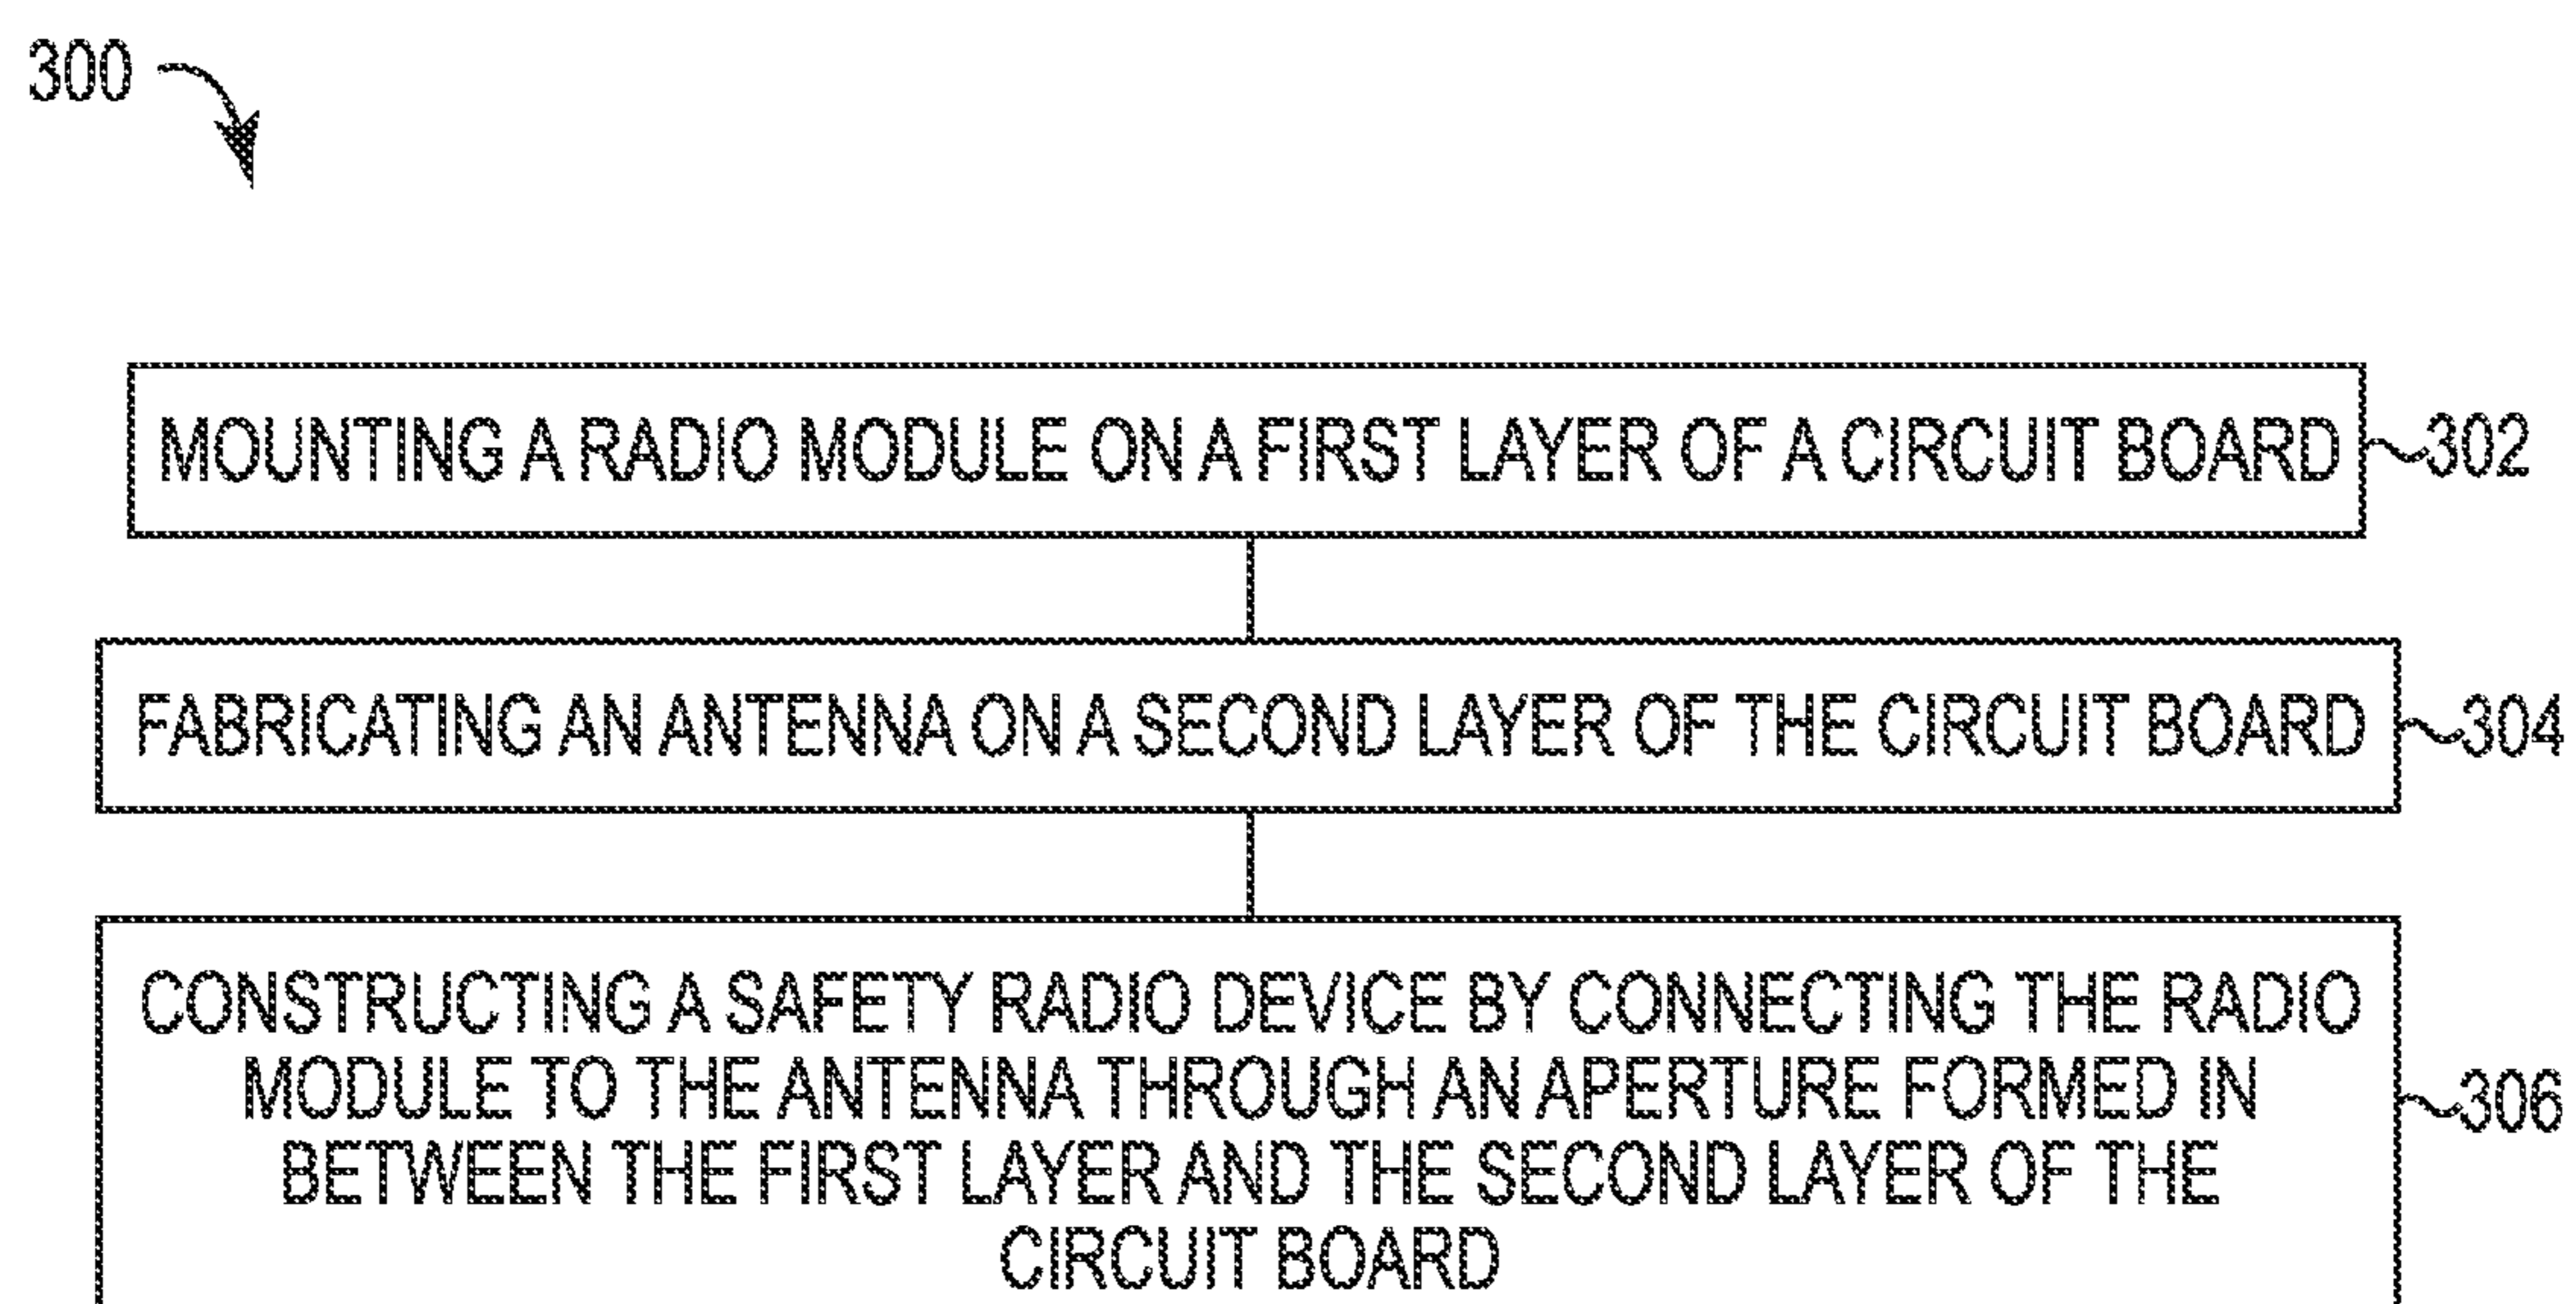 300
MOUNTING A RADIO MODULE ON A FIRST LAYER OF A CIRCUIT BOARD 302
FABRICATING AN ANTENNA ON A SECOND LAYER OF THE CIRCUIT BOARD 304
CONSTRUCTING A SAFETY RADIO DEVICE BY CONNECTING THE RADIO
MODULE TO THE ANTENNA THROUGH AN APERTURE FORMED IN
306
BETWEEN THE FIRST LAYER AND THE SECOND LAYER OF THE
CIRCUIT BOARD